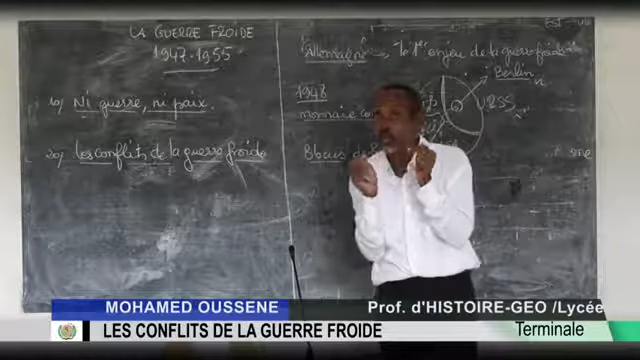 La GUERRE FROIDE
1947-1955
1°) Ni guerre, ni paix.
2°) Les conflits de la guerre froide
Allemagne → le 1er enjeu de la guerre froide
Berlin
1948
URSS
monnaie
Blocus de
MOHAMED OUSSENE
Prof. d'HISTOIRE-GEO /Lycée
LES CONFLITS DE LA GUERRE FROIDE
Terminale